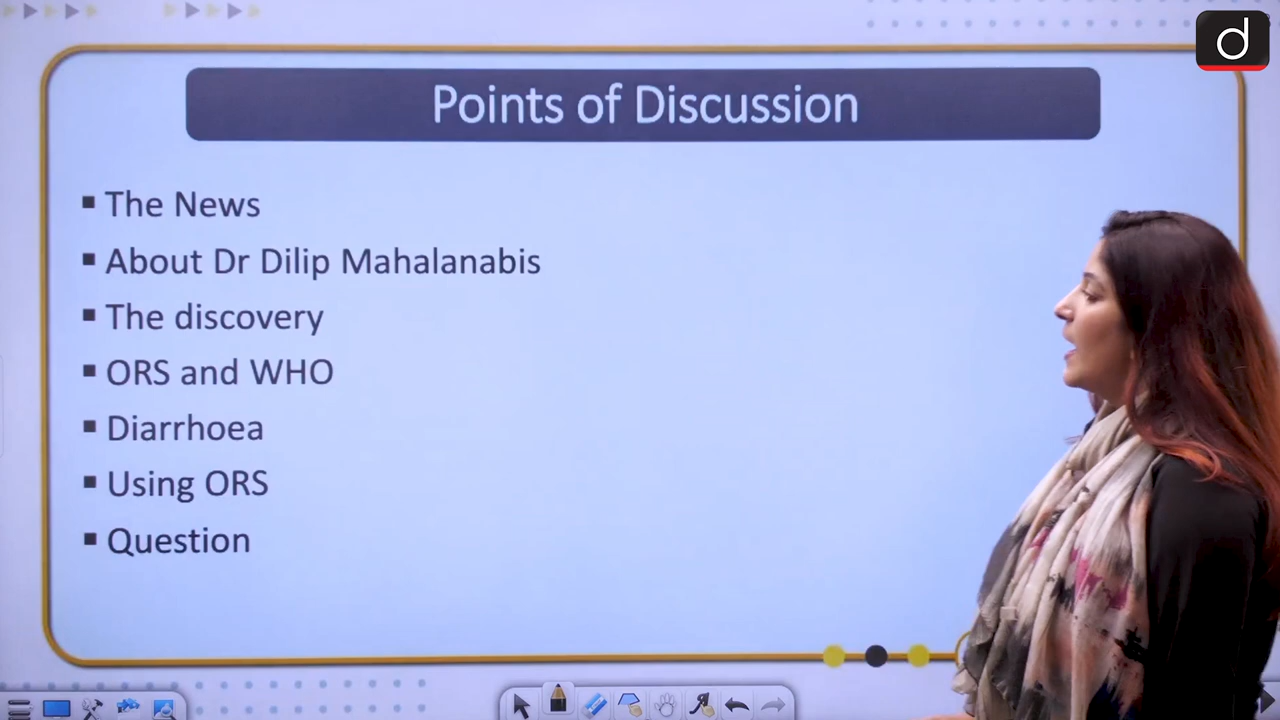 d
Points of Discussion
▪ The News
▪ About Dr Dilip Mahalanabis
▪ The discovery
▪ ORS and WHO
▪ Diarrhoea
▪ Using ORS
▪ Question